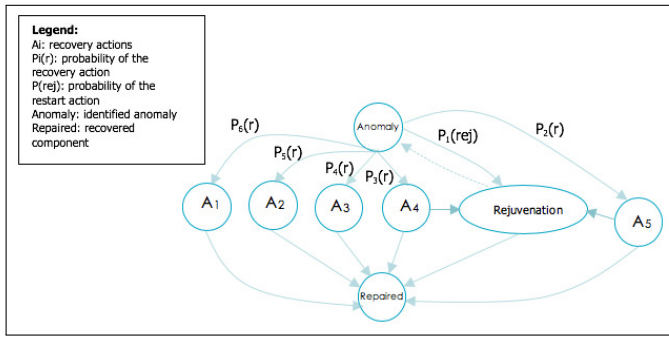 Legend:
Ai: recovery actions
Pi(r): probability of the
recovery action
P(rej): probability of the
restart action
Anomaly: identified anomaly
Repaired: recovered
component
Anomaly
P6(r)
P5(r)
P4(r)
P3(r)
P1(rej)
P2(r)
A1
A2
A3
A4
Rejuvenation
A5
Repaired